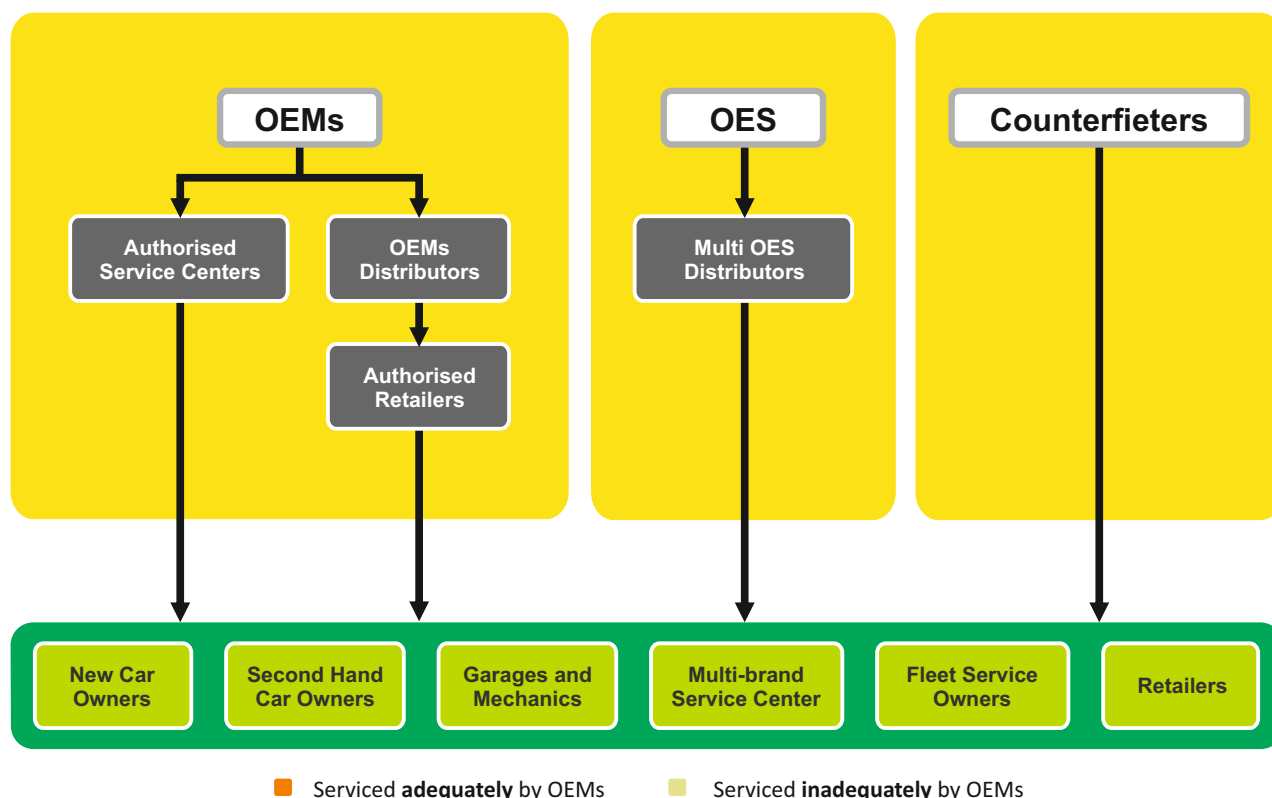 OEMs
OES
Counterfieters
Authorised
Service Centers
OEMs
Distributors
Multi OES
Distributors
Authorised
Retailers
New Car
Owners
Second Hand
Car Owners
Garages and
Mechanics
Multi-brand
Service Center
Fleet Service
Owners
Retailers
Serviced adequately by OEMs
Serviced inadequately by OEMs